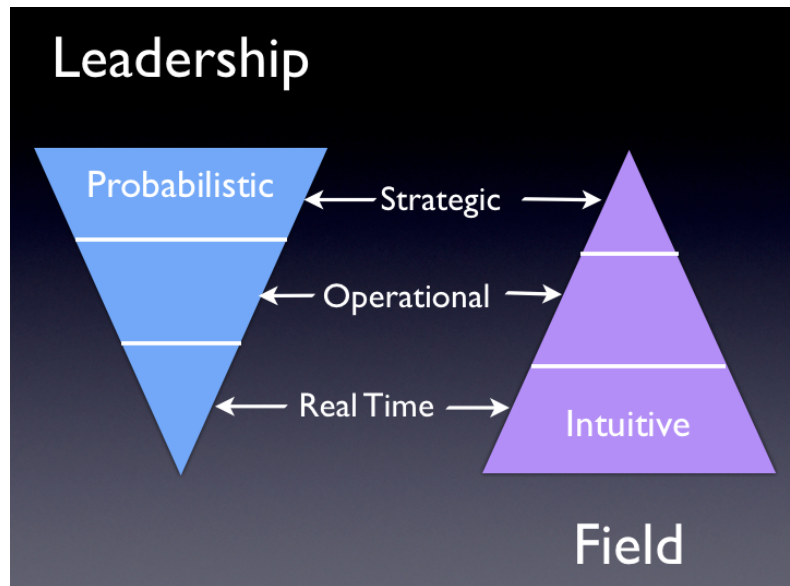 Leadership
Probabilistic
Strategic
Operational
Real Time
Intuitive
Field